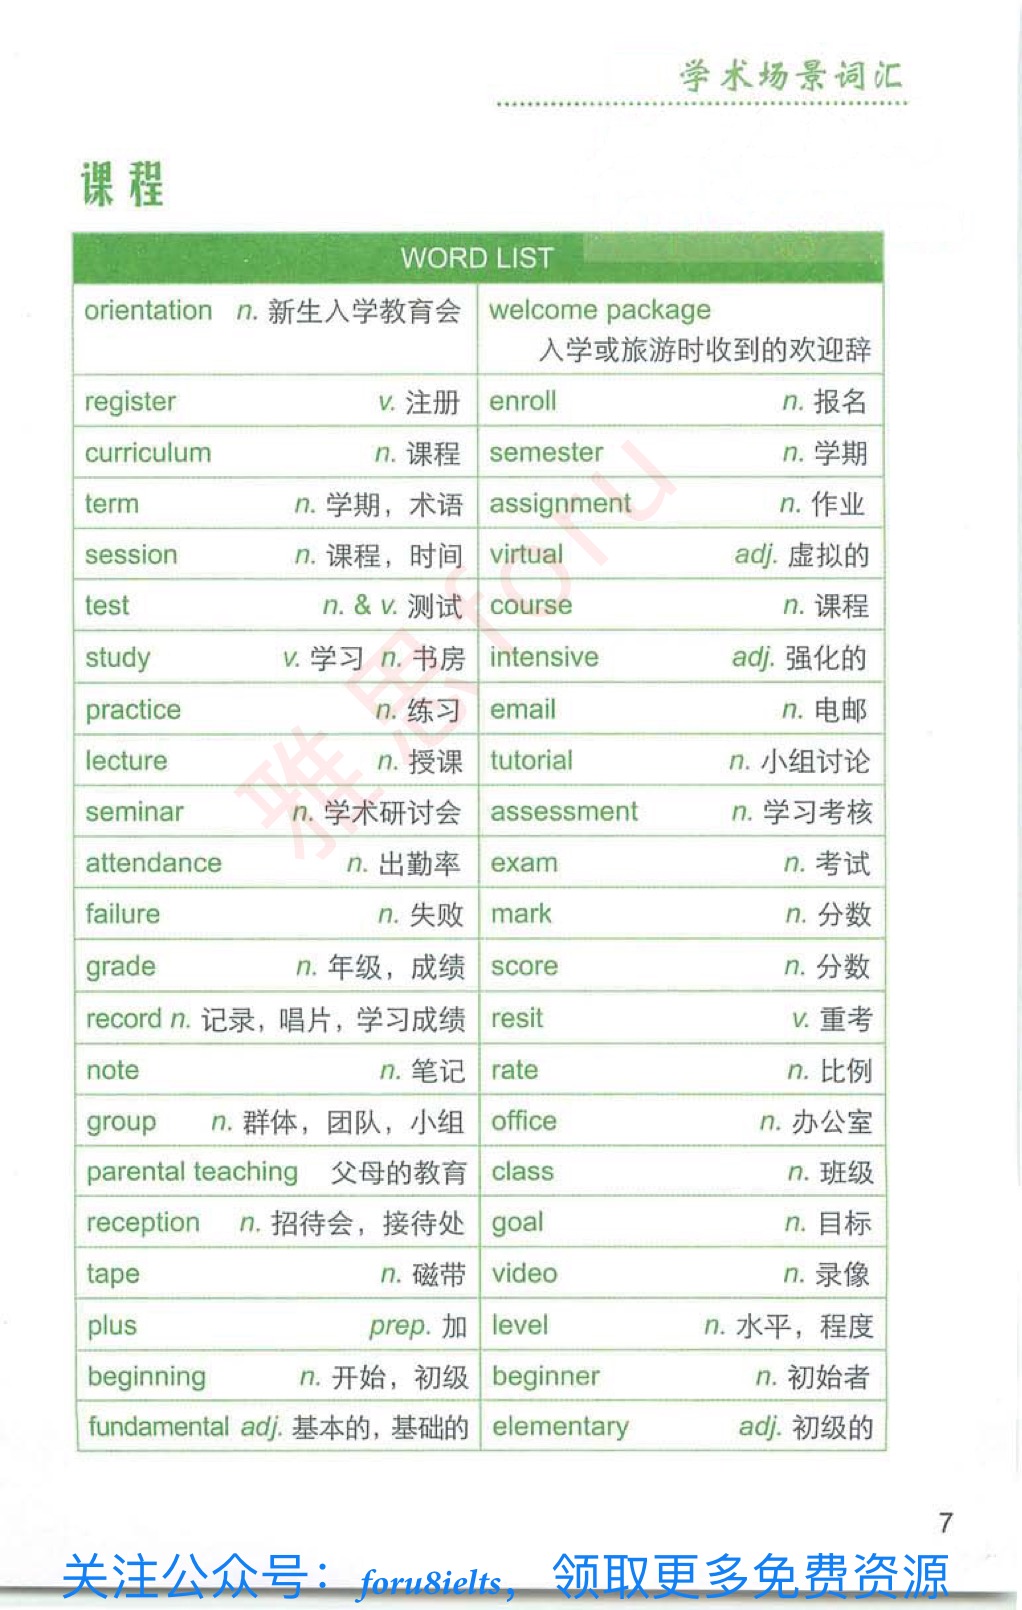 学术场景词汇
课程
WORD LIST
orientation n. 新生入学教育会 welcome package
入学或旅游时收到的欢迎辞
register v. 注册 enroll n. 报名
curriculum n. 课程 semester n. 学期
term n. 学期，术语 assignment n. 作业
session n. 课程，时间 virtual adj. 虚拟的
test n. & v. 测试 course n. 课程
study v. 学习 n. 书房 intensive adj. 强化的
practice n. 练习 email n. 电邮
lecture n. 授课 tutorial n. 小组讨论
seminar n. 学术研讨会 assessment n. 学习考核
attendance n. 出勤率 exam n. 考试
failure n. 失败 mark n. 分数
grade n. 年级，成绩 score n. 分数
record n. 记录，唱片，学习成绩 resit v. 重考
note n. 笔记 rate n. 比例
group n. 群体，团队，小组 office n. 办公室
parental teaching 父母的教育 class n. 班级
reception n. 招待会，接待处 goal n. 目标
tape n. 磁带 video n. 录像
plus prep. 加 level n. 水平，程度
beginning n. 开始，初级 beginner n. 初始者
fundamental adj. 基本的，基础的 elementary adj. 初级的
雅思foru
7
关注公众号：foru8ielts，领取更多免费资源